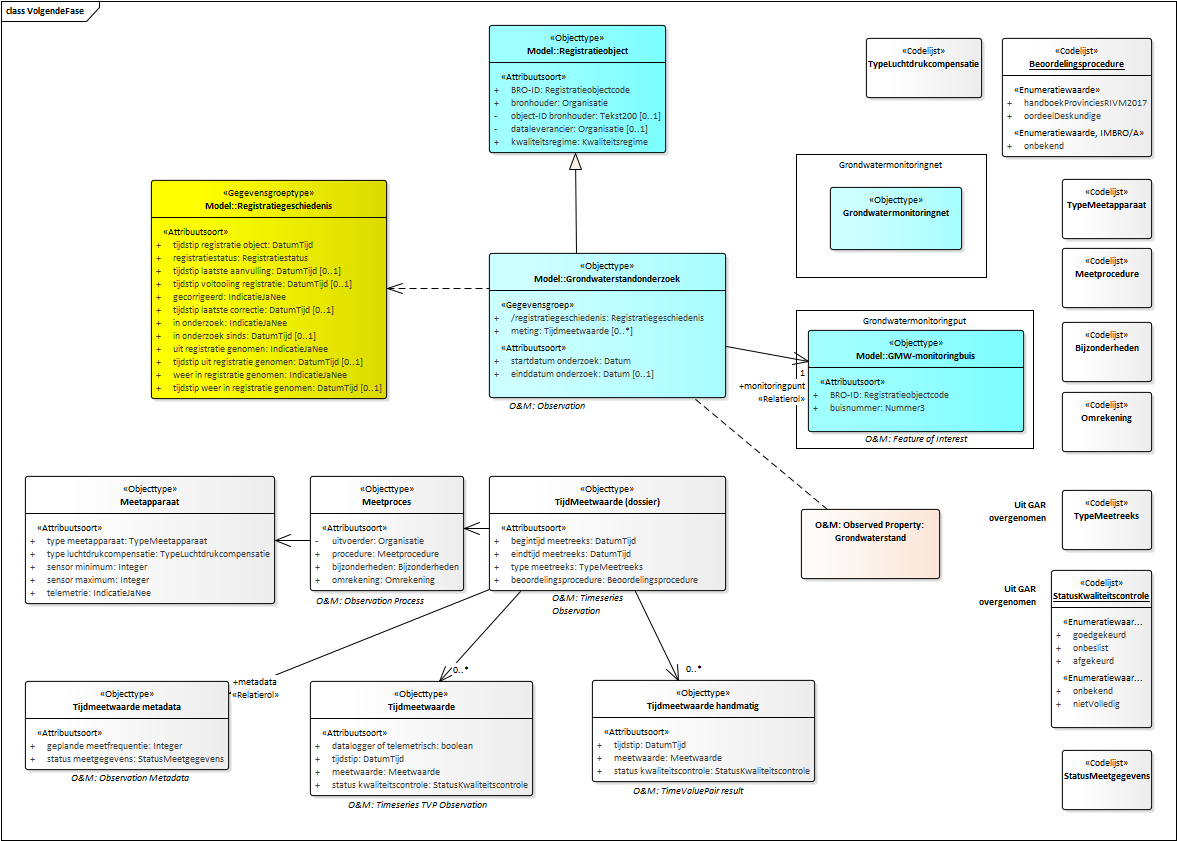 class VolgendeFase
«Objecttype»
Model::Registratieobject
«Attribuutsoort»
+ BRO-ID: Registratieobjectcode
+ bronhouder: Organisatie
- object-ID bronhouder: Tekst200 [0..1]
- dataleverancier: Organisatie [0..1]
+ kwaliteitsregime: Kwaliteitsregime
«Codelijst»
TypeLuchtdrukcompensatie
«Codelijst»
Beoordelingsprocedure
«Enumeratiewaarde»
+ handboekProvinciesRIVM2017
+ oordeelDeskundige
«Enumeratiewaarde, IMBRO/A»
+ onbekend
«Gegevensgroeptype»
Model::Registratiegeschiedenis
«Attribuutsoort»
+ tijdstip registratie object: DatumTijd
+ registratiestatus: Registratiestatus
+ tijdstip laatste aanvulling: DatumTijd [0..1]
+ tijdstip voltooiing registratie: DatumTijd [0..1]
+ gecorrigeerd: IndicatieJaNee
+ tijdstip laatste correctie: DatumTijd [0..1]
+ in onderzoek: IndicatieJaNee
+ in onderzoek sinds: DatumTijd [0..1]
+ uit registratie genomen: IndicatieJaNee
+ tijdstip uit registratie genomen: DatumTijd [0..1]
+ weer in registratie genomen: IndicatieJaNee
+ tijdstip weer in registratie genomen: DatumTijd [0..1]
Grondwatermonitoringnet
«Objecttype»
Grondwatermonitoringnet
«Codelijst»
TypeMeetapparaat
«Codelijst»
Meetprocedure
«Objecttype»
Model::Grondwaterstandonderzoek
«Gegevensgroep»
+ /registratiegeschiedenis: Registratiegeschiedenis
+ meting: Tijdmeetwaarde [0..*]
«Attribuutsoort»
+ startdatum onderzoek: Datum
+ einddatum onderzoek: Datum [0..1]
O&M: Observation
Grondwatermonitoringput
«Objecttype»
Model::GMW-monitoringbuis
«Attribuutsoort»
+ BRO-ID: Registratieobjectcode
+ buisnummer: Nummer3
O&M: Feature of Interest
1
+monitoringpunt
«Relatierol»
«Codelijst»
Bijzonderheden
«Codelijst»
Omrekening
«Objecttype»
Meetapparaat
«Attribuutsoort»
+ type meetapparaat: TypeMeetapparaat
+ type luchtdrukcompensatie: TypeLuchtdrukcompensatie
+ sensor minimum: Integer
+ sensor maximum: Integer
+ telemetrie: IndicatieJaNee
«Objecttype»
Meetproces
«Attribuutsoort»
- uitvoerder: Organisatie
+ procedure: Meetprocedure
+ bijzonderheden: Bijzonderheden
+ omrekening: Omrekening
O&M: Observation Process
«Objecttype»
TijdMeetwaarde (dossier)
«Attribuutsoort»
+ begintijd meetreeks: DatumTijd
+ eindtijd meetreeks: DatumTijd
+ type meetreeks: TypeMeetreeks
+ beoordelingsprocedure: Beoordelingsprocedure
O&M: Timeseries
Observation
O&M: Observed Property:
Grondwaterstand
Uit GAR
overgenomen
«Codelijst»
TypeMeetreeks
Uit GAR
overgenomen
«Codelijst»
StatusKwaliteitscontrole
«Enumeratiewaar...
+ goedgekeurd
+ onbeslist
+ afgekeurd
«Enumeratiewaar...
+ onbekend
+ nietVolledig
+metadata
«Relatierol»
0..*
0..*
«Objecttype»
Tijdmeetwaarde metadata
«Attribuutsoort»
+ geplande meetfrequentie: Integer
+ status meetgegevens: StatusMeetgegevens
O&M: Observation Metadata
«Objecttype»
Tijdmeetwaarde
«Attribuutsoort»
+ datalogger of telemetrisch: boolean
+ tijdstip: DatumTijd
+ meetwaarde: Meetwaarde
+ status kwaliteitscontrole: StatusKwaliteitscontrole
O&M: Timeseries TVP Observation
«Objecttype»
Tijdmeetwaarde handmatig
«Attribuutsoort»
+ tijdstip: DatumTijd
+ meetwaarde: Meetwaarde
+ status kwaliteitscontrole: StatusKwaliteitscontrole
O&M: TimeValuePair result
«Codelijst»
StatusMeetgegevens